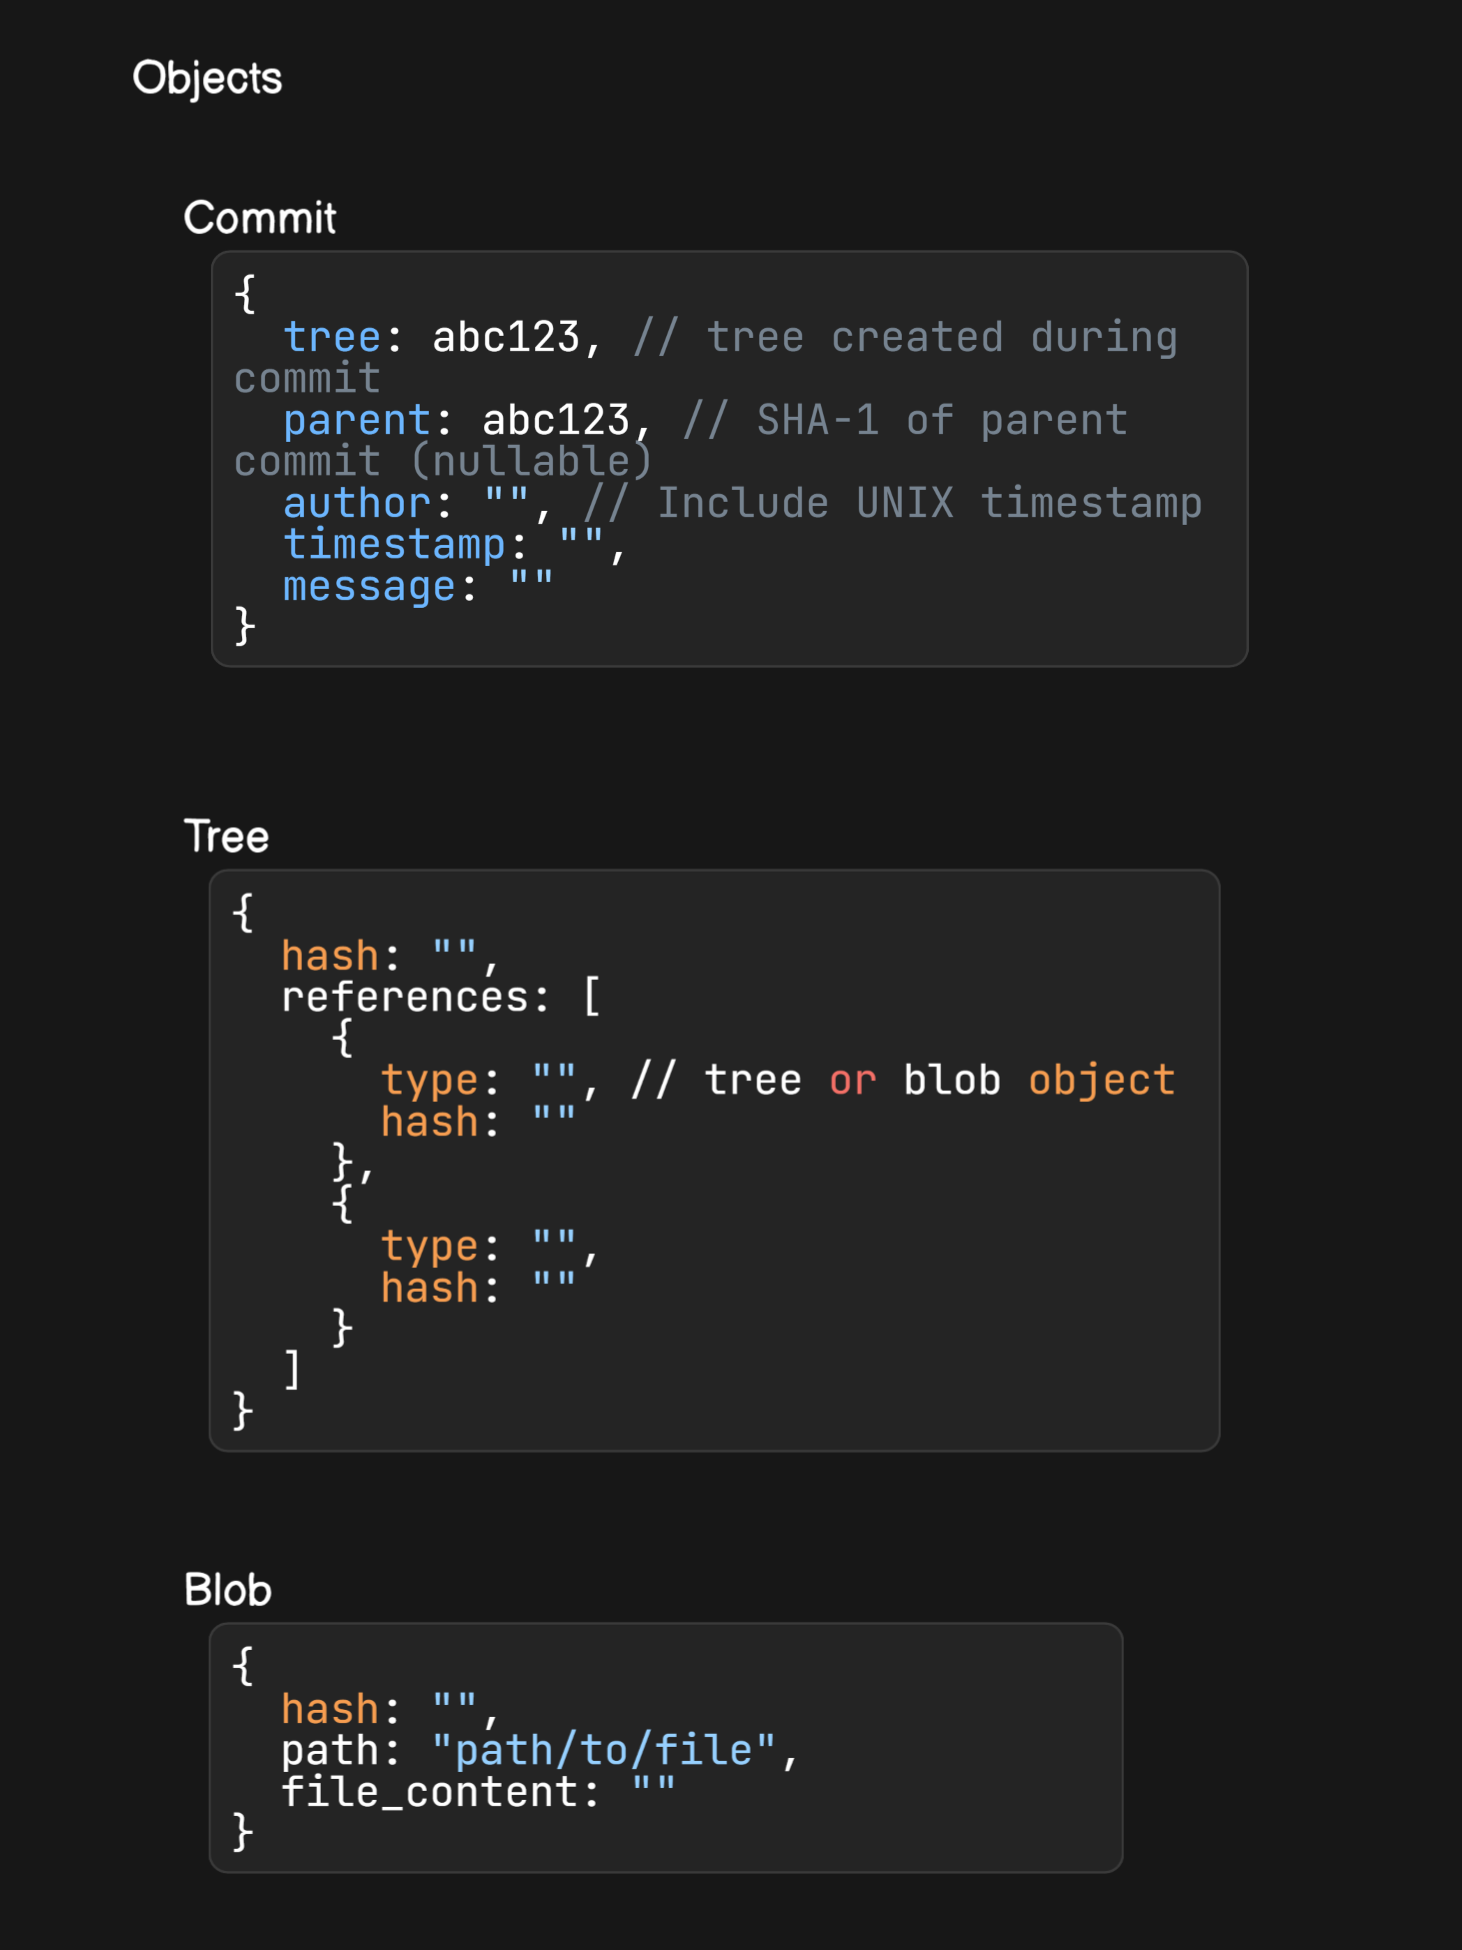 Objects
Commit
{
  tree: abc123, // tree created during
commit
  parent: abc123, // SHA-1 of parent
commit (nullable)
  author: "", // Include UNIX timestamp
  timestamp: "",
  message: ""
}
Tree
{
  hash: "",
  references: [
    {
      type: "", // tree or blob object
      hash: ""
    },
    {
      type: "",
      hash: ""
    }
  ]
}
Blob
{
  hash: "",
  path: "path/to/file",
  file_content: ""
}